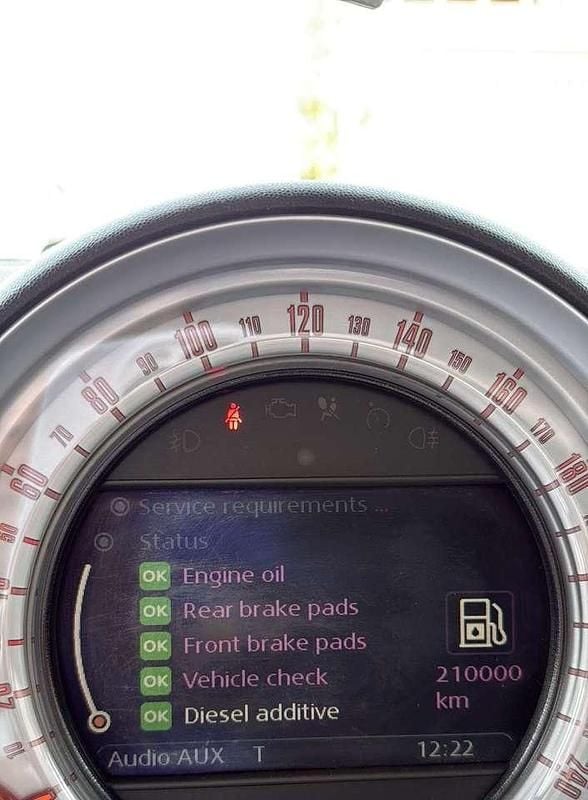 110
120
130
100
140
90
150
80
160
70
170
60
180
Service requirements ...
Status
OK Engine oil
OK Rear brake pads
OK Front brake pads
OK Vehicle check
210000 km
OK Diesel additive
Audio AUX T 12:22
10
240